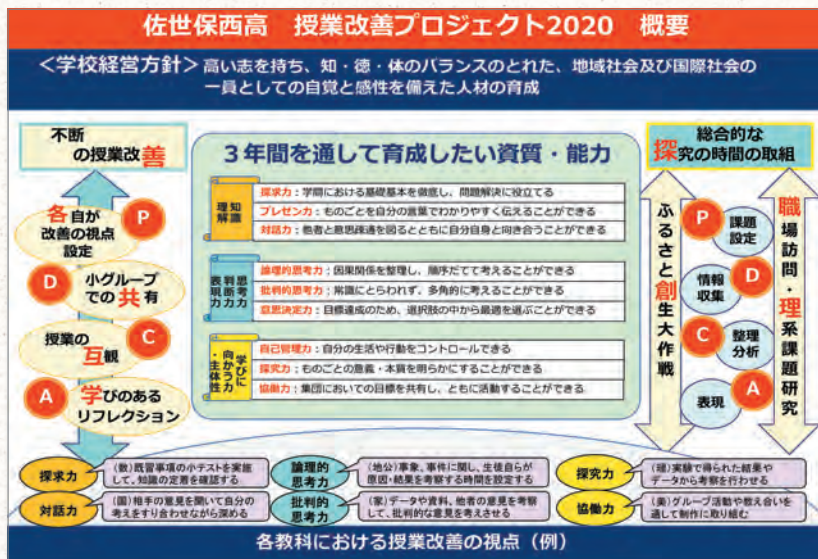 佐世保西高 授業改善プロジェクト2020 概要
<学校経営方針> 高い志を持ち、知・徳・体のバランスのとれた、地域社会及び国際社会の
一員としての自覚と感性を備えた人材の育成
不断
の授業改善
各自が
改善の視点
設定
P
D
小グループ
での共有
授業の
互観
C
A
学びのある
リフレクション
3年間を通して育成したい資質・能力
知識
理解
探求力:学問における基礎基本を徹底し、問題解決に役立てる
プレゼン力:ものごとを自分の言葉でわかりやすく伝えることができる
対話力:他者と意思疎通を図るとともに自分自身と向き合うことができる
思考力
判断力
表現力
論理的思考力:因果関係を整理し、順序だてて考えることができる
批判的思考力:常識にとらわれず、多角的に考えることができる
意思決定力:目標達成のため、選択肢の中から最適を選ぶことができる
学びに
向かう力
・主体性
自己管理力:自分の生活や行動をコントロールできる
探究力:ものごとの意義・本質を明らかにすることができる
協働力:集団においての目標を共有し、ともに活動することができる
総合的な
探究の時間の取組
ふるさと創生大作戦
P
課題
設定
情報
収集
D
C
整理
分析
表現
A
職場訪問・理系課題研究
探求力
(数)既習事項の小テストを実施
して、知識の定着を確認する
論理的
思考力
(地公)事象、事件に関し、生徒自らが
原因・結果を考察する時間を設定する
探究力
(理)実験で得られた結果や
データから考察を行わせる
対話力
(国)相手の意見を聞いて自分の
考えをすり合わせながら深める
批判的
思考力
(家)データや資料、他者の意見を考察
して、批判的な意見を考えさせる
協働力
(美)グループ活動や教え合いを
通して制作に取り組む
各教科における授業改善の視点(例)